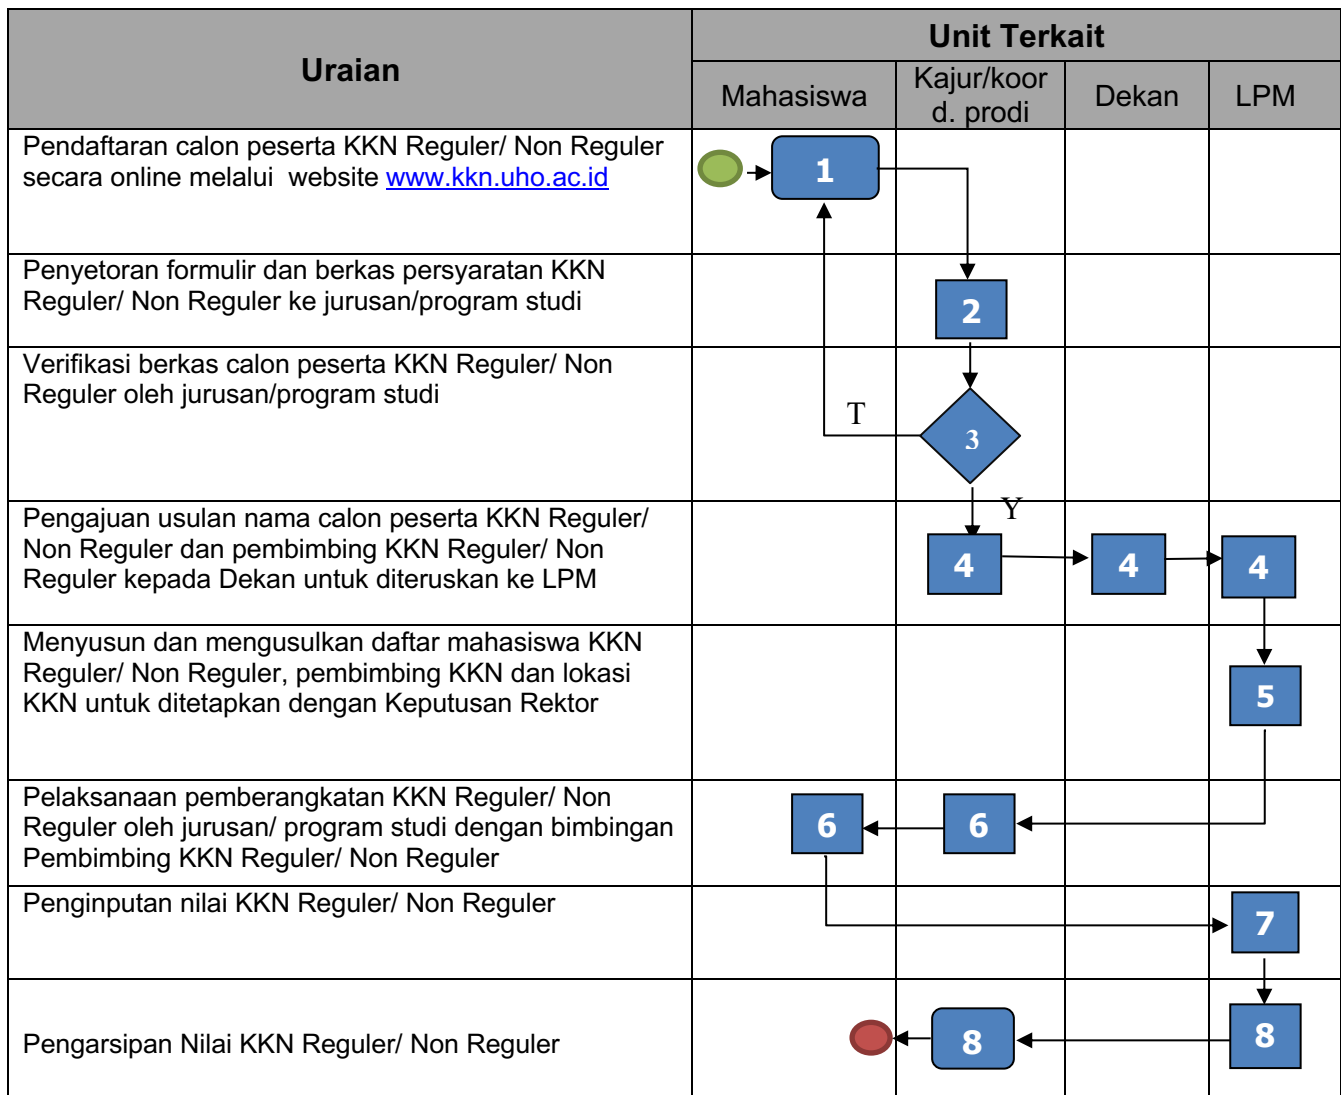 Uraian
Unit Terkait
Mahasiswa
Kajur/koor
d. prodi
Dekan
LPM
Pendaftaran calon peserta KKN Reguler/ Non Reguler
secara online melalui website www.kkn.uho.ac.id
1
Penyetoran formulir dan berkas persyaratan KKN
Reguler/ Non Reguler ke jurusan/program studi
2
Verifikasi berkas calon peserta KKN Reguler/ Non
Reguler oleh jurusan/program studi
T
3
Y
Pengajuan usulan nama calon peserta KKN Reguler/
Non Reguler dan pembimbing KKN Reguler/ Non
Reguler kepada Dekan untuk diteruskan ke LPM
4
4
4
Menyusun dan mengusulkan daftar mahasiswa KKN
Reguler/ Non Reguler, pembimbing KKN dan lokasi
KKN untuk ditetapkan dengan Keputusan Rektor
5
Pelaksanaan pemberangkatan KKN Reguler/ Non
Reguler oleh jurusan/ program studi dengan bimbingan
Pembimbing KKN Reguler/ Non Reguler
6
6
Penginputan nilai KKN Reguler/ Non Reguler
7
Pengarsipan Nilai KKN Reguler/ Non Reguler
8
8